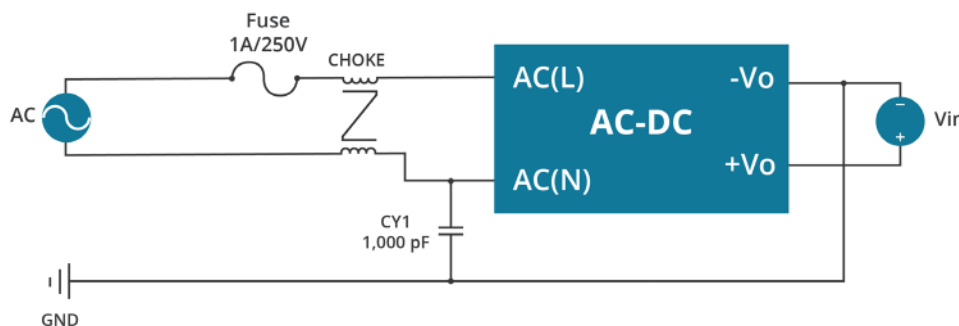 Fuse
1A/250V
CHOKE
AC
AC(L)
-Vo
AC-DC
AC(N)
+Vo
−
+
Vin
CY1
1,000 pF
GND